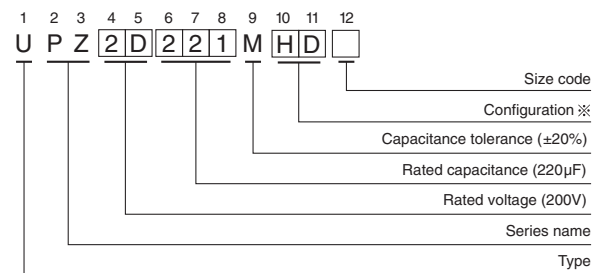 1 2 3 4 5 6 7 8 9 10 11 12
U P Z 2 D 2 2 1 M H D
Size code
Configuration ※
Capacitance tolerance (±20%)
Rated capacitance (220µF)
Rated voltage (200V)
Series name
Type